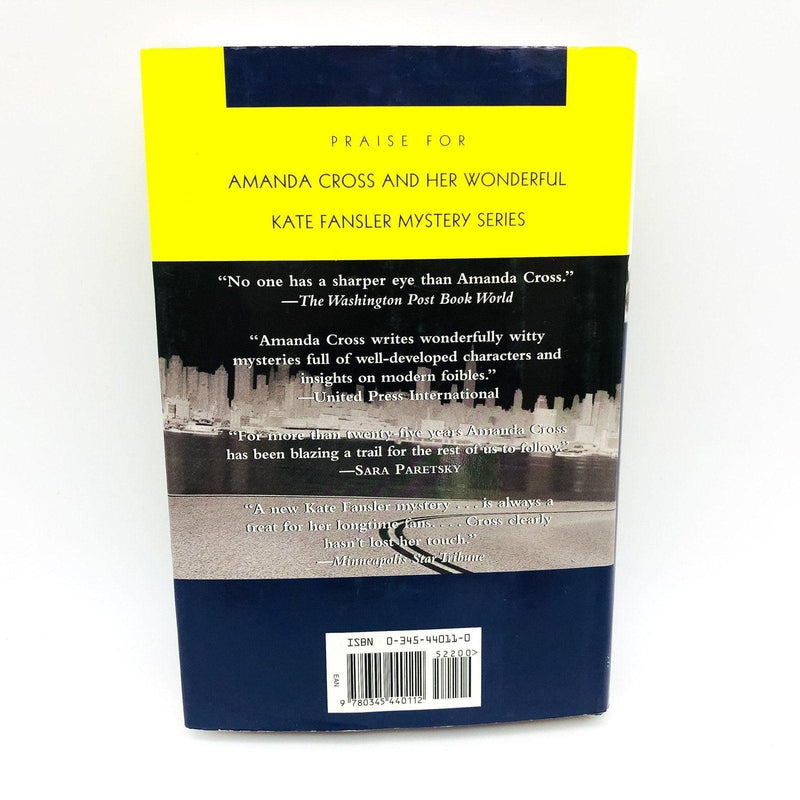 PRAISE FOR
AMANDA CROSS AND HER WONDERFUL
KATE FANSLER MYSTERY SERIES
“No one has a sharper eye than Amanda Cross.”
—The Washington Post Book World
“Amanda Cross writes wonderfully witty
mysteries full of well-developed characters and
insights on modern foibles.”
—United Press International
“For more than twenty-five years Amanda Cross
has been blazing a trail for the rest of us to follow.”
—SARA PARETSKY
“A new Kate Fansler mystery . . . is always a
treat for her longtime fans. . . . Cross clearly
hasn’t lost her touch.”
—Minneapolis Star Tribune
ISBN 0-345-44011-0
52200>
EAN
9 780345 440112